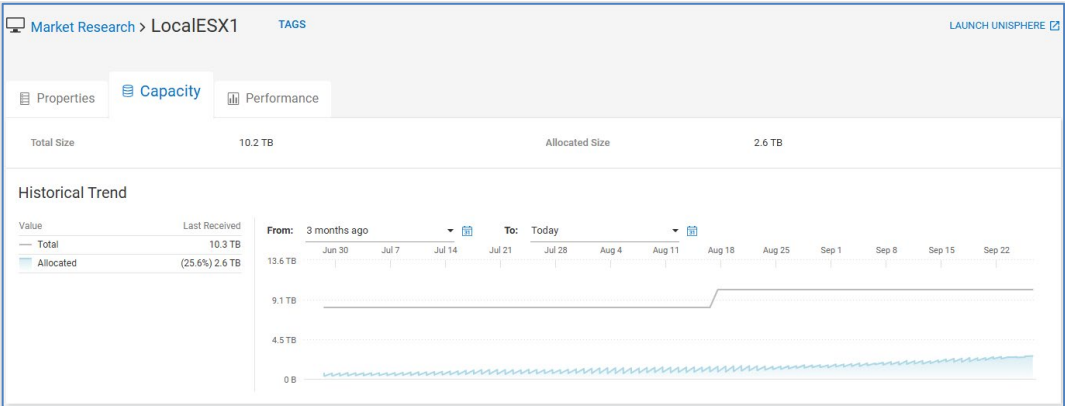 Market Research > LocalESX1 TAGS LAUNCH UNISPHERE
Properties Capacity Performance
Total Size 10.2 TB Allocated Size 2.6 TB
Historical Trend
Value Last Received
Total 10.3 TB
Allocated (25.6%) 2.6 TB
From: 3 months ago To: Today
Jun 30 Jul 7 Jul 14 Jul 21 Jul 28 Aug 4 Aug 11 Aug 18 Aug 25 Sep 1 Sep 8 Sep 15 Sep 22
13.6 TB
9.1 TB
4.5 TB
0 B